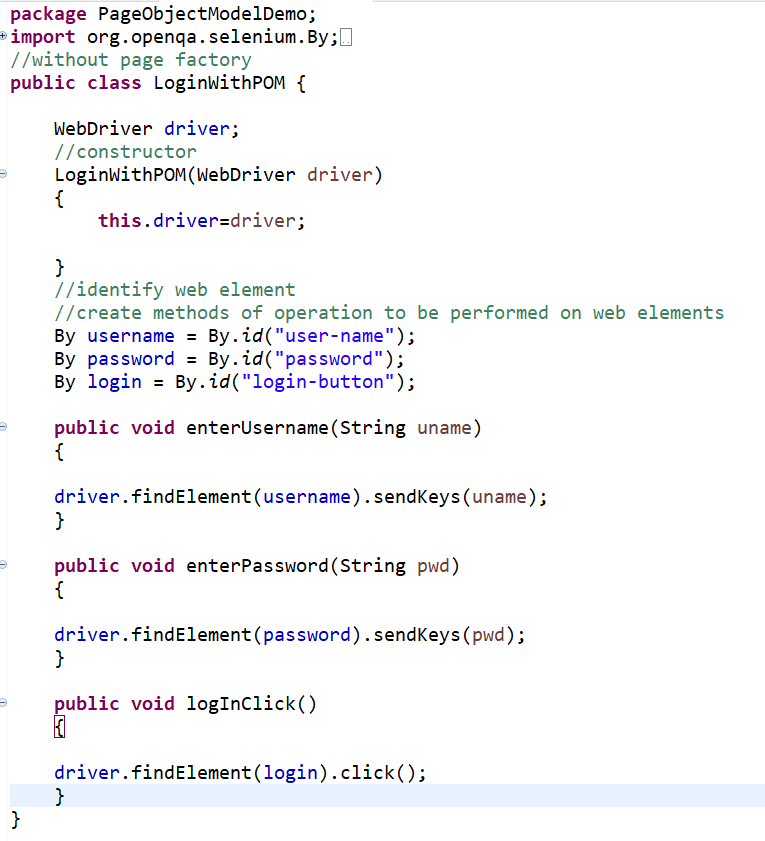 package PageObjectModelDemo;
import org.openqa.selenium.By;
//without page factory
public class LoginWithPOM {
WebDriver driver;
//constructor
LoginWithPOM(WebDriver driver)
{
this.driver=driver;
}
//identify web element
//create methods of operation to be performed on web elements
By username = By.id("user-name");
By password = By.id("password");
By login = By.id("login-button");
public void enterUsername(String uname)
{
driver.findElement(username).sendKeys(uname);
}
public void enterPassword(String pwd)
{
driver.findElement(password).sendKeys(pwd);
}
public void logInClick()
{
driver.findElement(login).click();
}
}